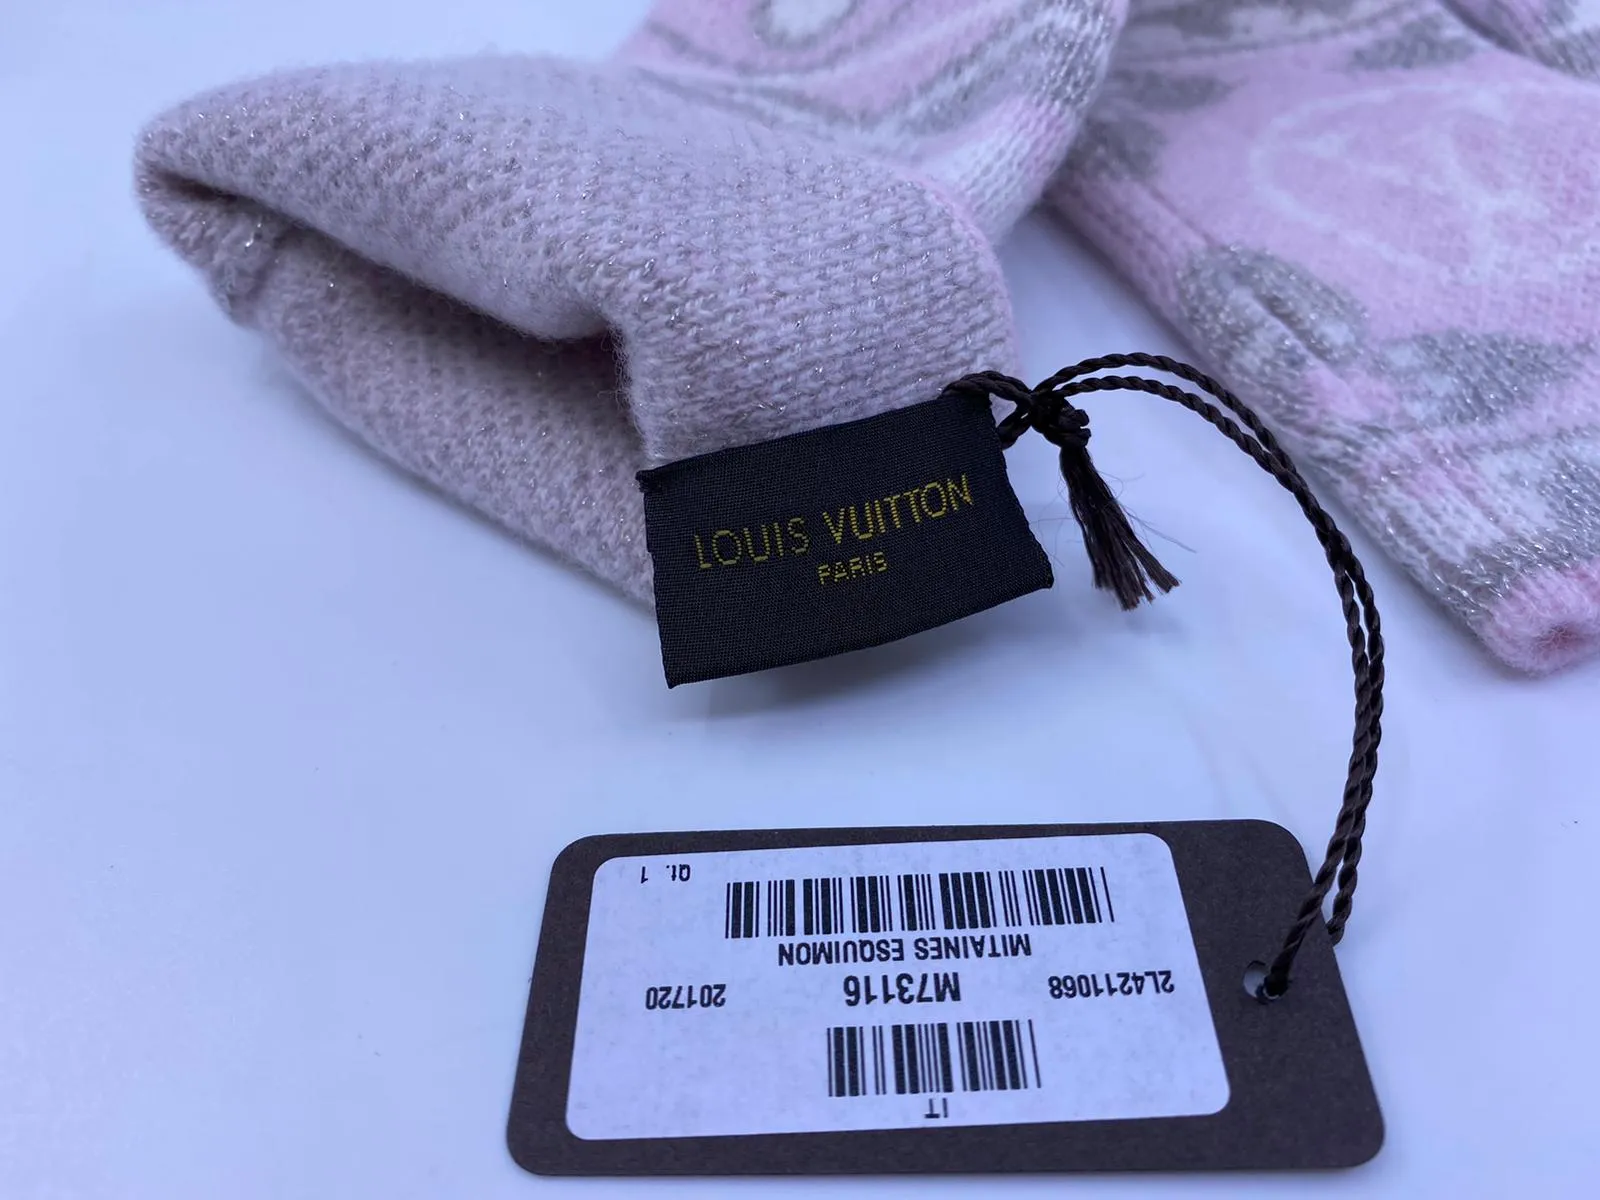 LOUIS VUITTON
PARIS
IT
2L4211068 M73116 201720
MITAINES ESQUIMON
Qt. 1